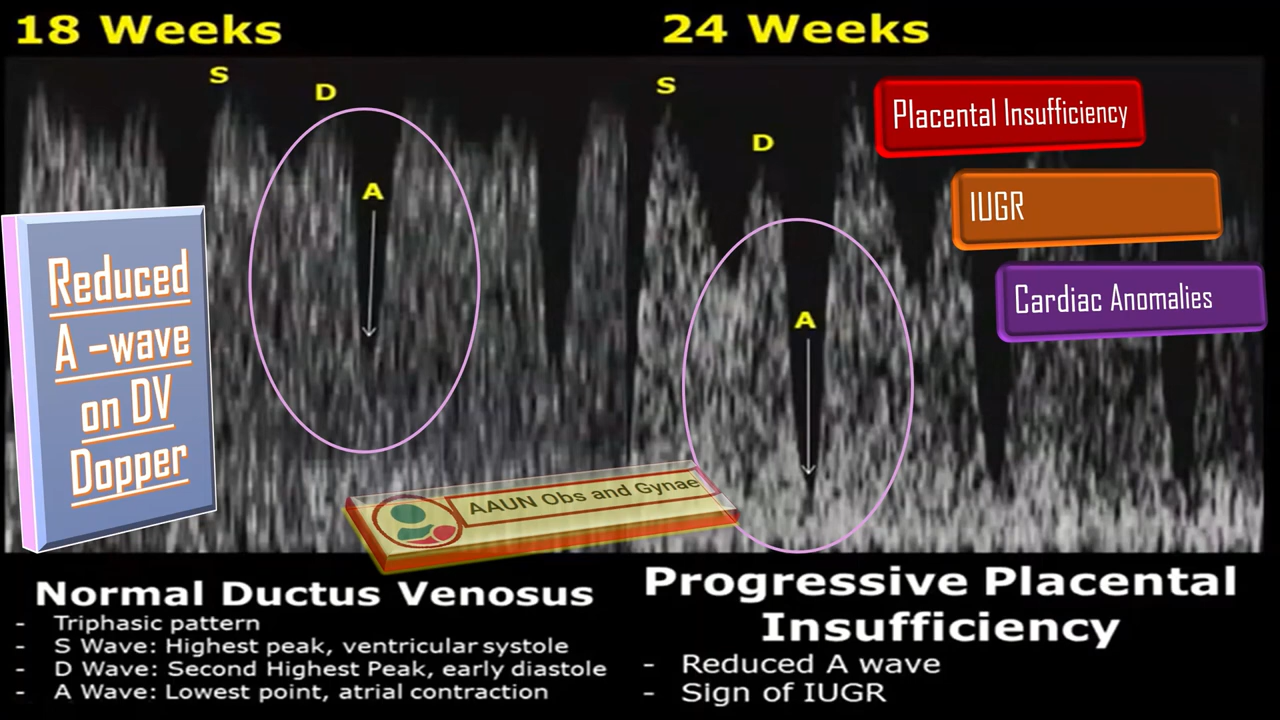 18 Weeks
24 Weeks
S
D
A
S
D
A
Placental Insufficiency
IUGR
Cardiac Anomalies
Reduced
A –wave
on DV
Dopper
AAUN Obs and Gynae
Normal Ductus Venosus
- Triphasic pattern
- S Wave: Highest peak, ventricular systole
- D Wave: Second Highest Peak, early diastole
- A Wave: Lowest point, atrial contraction
Progressive Placental
Insufficiency
- Reduced A wave
- Sign of IUGR